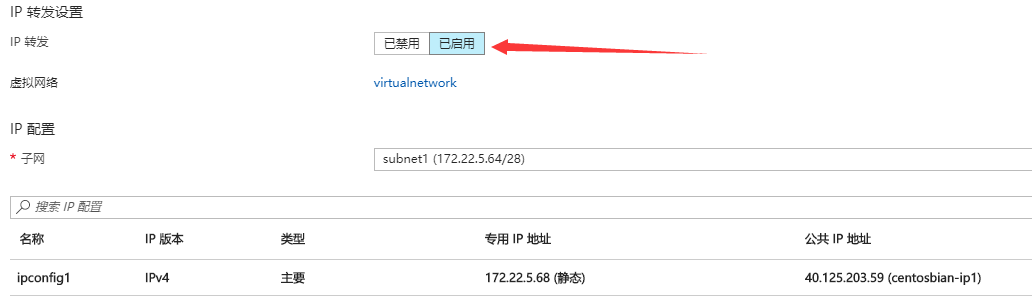 IP 转发设置
IP 转发 已禁用 已启用
虚拟网络 virtualnetwork
IP 配置
* 子网 subnet1 (172.22.5.64/28)
搜索 IP 配置
名称 IP 版本 类型 专用 IP 地址 公共 IP 地址
ipconfig1 IPv4 主要 172.22.5.68 (静态) 40.125.203.59 (centosbian-ip1)